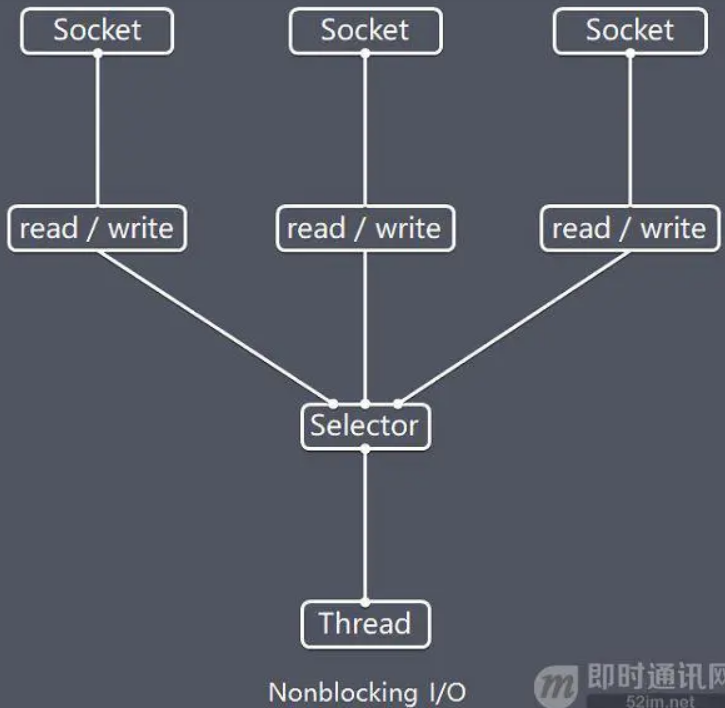 Socket
Socket
Socket
read / write
read / write
read / write
Selector
Thread
Nonblocking I/O
即时通讯网
52im.net